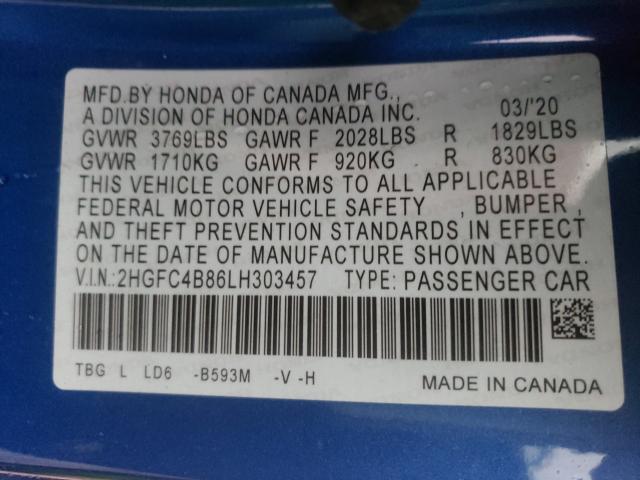 MFD.BY HONDA OF CANADA MFG.,
A DIVISION OF HONDA CANADA INC. 03/'20
GVWR 3769LBS GAWR F 2028LBS R 1829LBS
GVWR 1710KG GAWR F 920KG R 830KG
THIS VEHICLE CONFORMS TO ALL APPLICABLE
FEDERAL MOTOR VEHICLE SAFETY , BUMPER ,
AND THEFT PREVENTION STANDARDS IN EFFECT
ON THE DATE OF MANUFACTURE SHOWN ABOVE.
V.I.N.:2HGFC4B86LH303457 TYPE: PASSENGER CAR
TBG L LD6 -B593M -V -H MADE IN CANADA